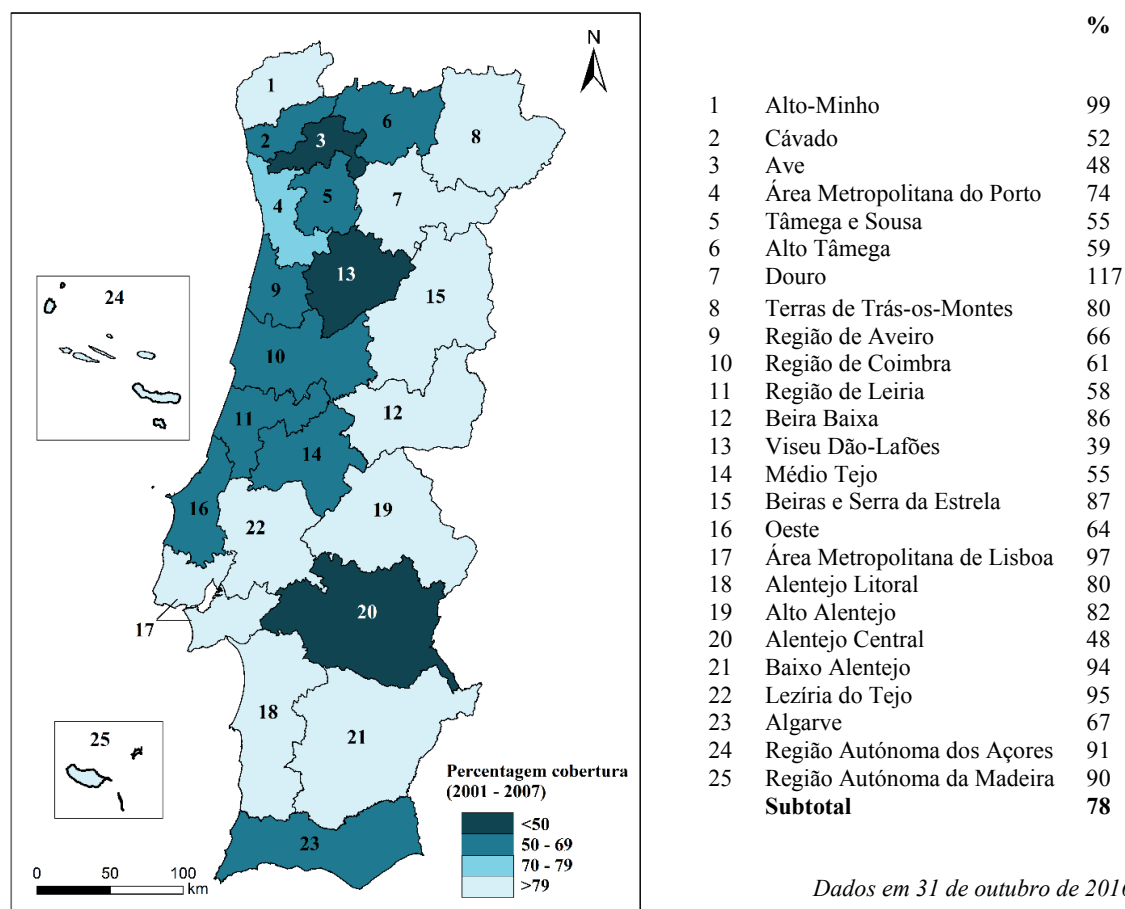 N
1
2
3
4
5
6
7
8
9
10
11
12
13
14
15
16
17
18
19
20
21
22
23
24
25
Percentagem cobertura
(2001 - 2007)
<50
50 - 69
70 - 79
>79
0 50 100
km
%
1 Alto-Minho 99
2 Cávado 52
3 Ave 48
4 Área Metropolitana do Porto 74
5 Tâmega e Sousa 55
6 Alto Tâmega 59
7 Douro 117
8 Terras de Trás-os-Montes 80
9 Região de Aveiro 66
10 Região de Coimbra 61
11 Região de Leiria 58
12 Beira Baixa 86
13 Viseu Dão-Lafões 39
14 Médio Tejo 55
15 Beiras e Serra da Estrela 87
16 Oeste 64
17 Área Metropolitana de Lisboa 97
18 Alentejo Litoral 80
19 Alto Alentejo 82
20 Alentejo Central 48
21 Baixo Alentejo 94
22 Lezíria do Tejo 95
23 Algarve 67
24 Região Autónoma dos Açores 91
25 Região Autónoma da Madeira 90
Subtotal 78
Dados em 31 de outubro de 2016